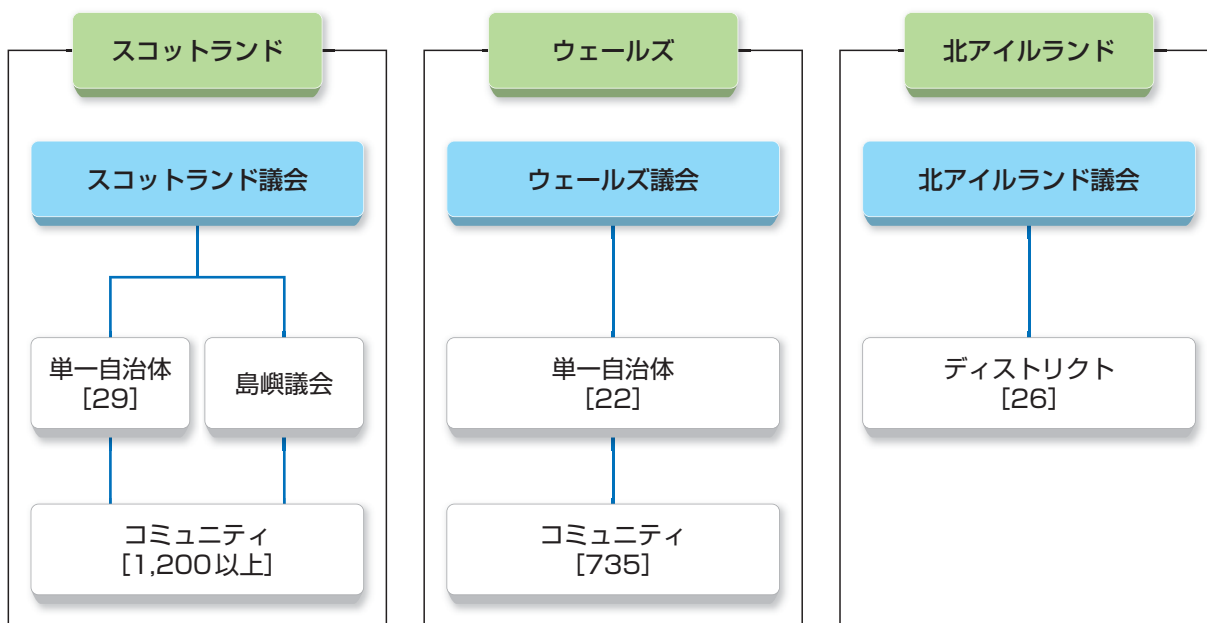 スコットランド
スコットランド議会
単一自治体
[29]
島嶼議会
コミュニティ
[1,200以上]
ウェールズ
ウェールズ議会
単一自治体
[22]
コミュニティ
[735]
北アイルランド
北アイルランド議会
ディストリクト
[26]